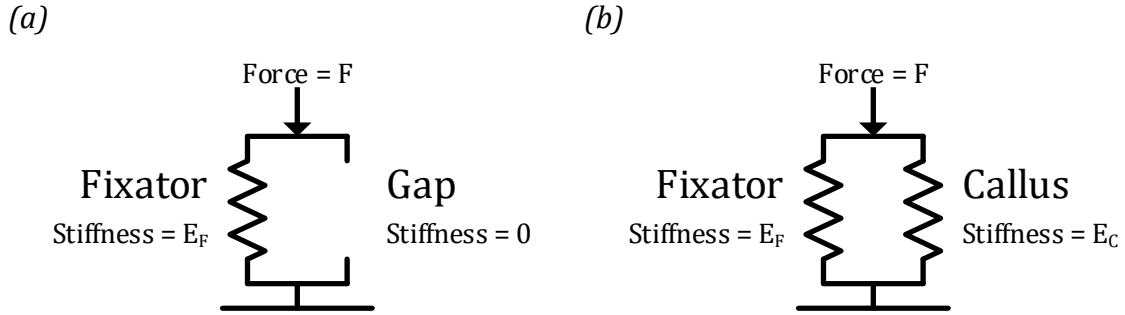 (a)
Force = F
Fixator
Stiffness = E_F
Gap
Stiffness = 0
(b)
Force = F
Fixator
Stiffness = E_F
Callus
Stiffness = E_C